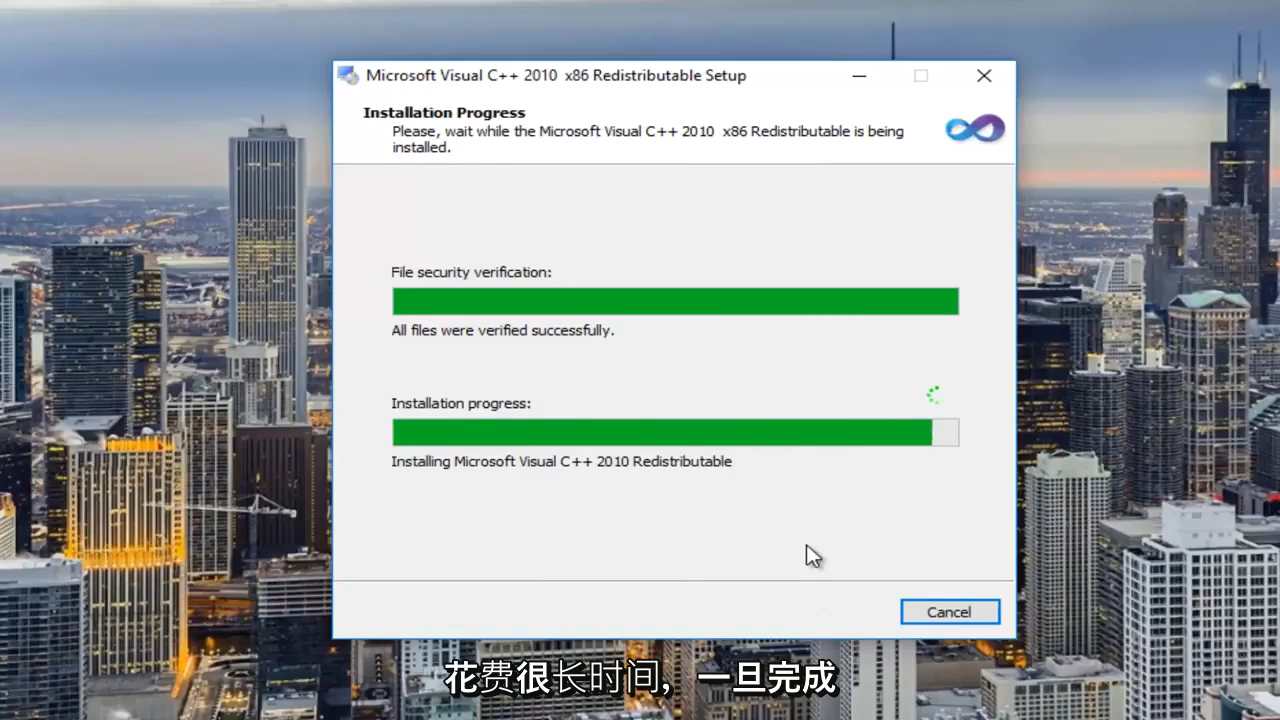 Microsoft Visual C++ 2010  x86 Redistributable Setup
Installation Progress
Please, wait while the Microsoft Visual C++ 2010  x86 Redistributable is being
installed.
File security verification:
All files were verified successfully.
Installation progress:
Installing Microsoft Visual C++ 2010 Redistributable
Cancel
花费很长时间，一旦完成